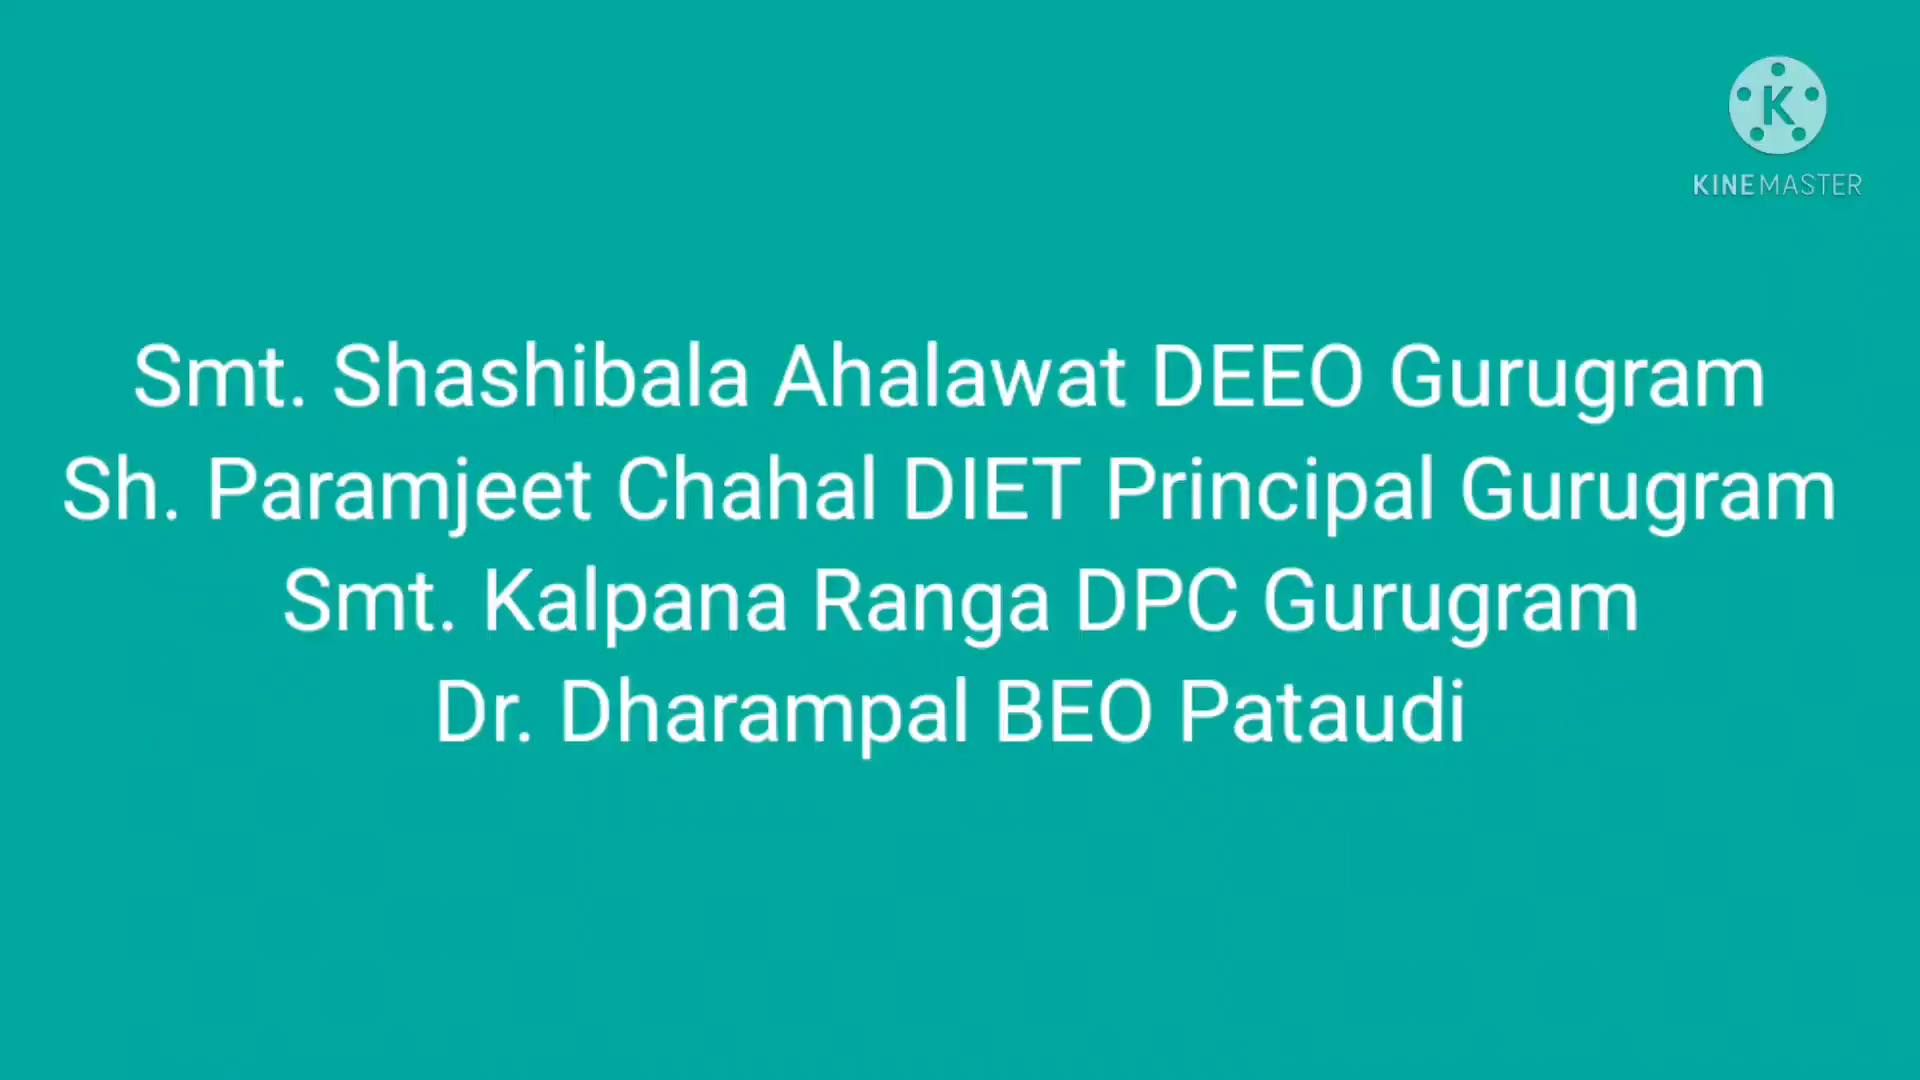 K
KINEMASTER
Smt. Shashibala Ahalawat DEEO Gurugram
Sh. Paramjeet Chahal DIET Principal Gurugram
Smt. Kalpana Ranga DPC Gurugram
Dr. Dharampal BEO Pataudi